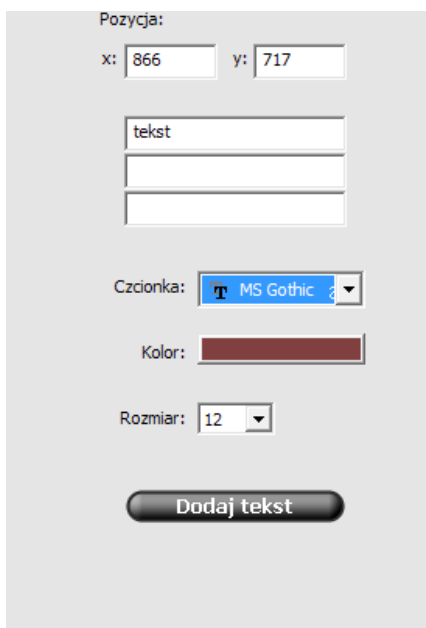 Pozycja:
x: 866 y: 717
tekst
Czcionka: MS Gothic
Kolor:
Rozmiar: 12
Dodaj tekst